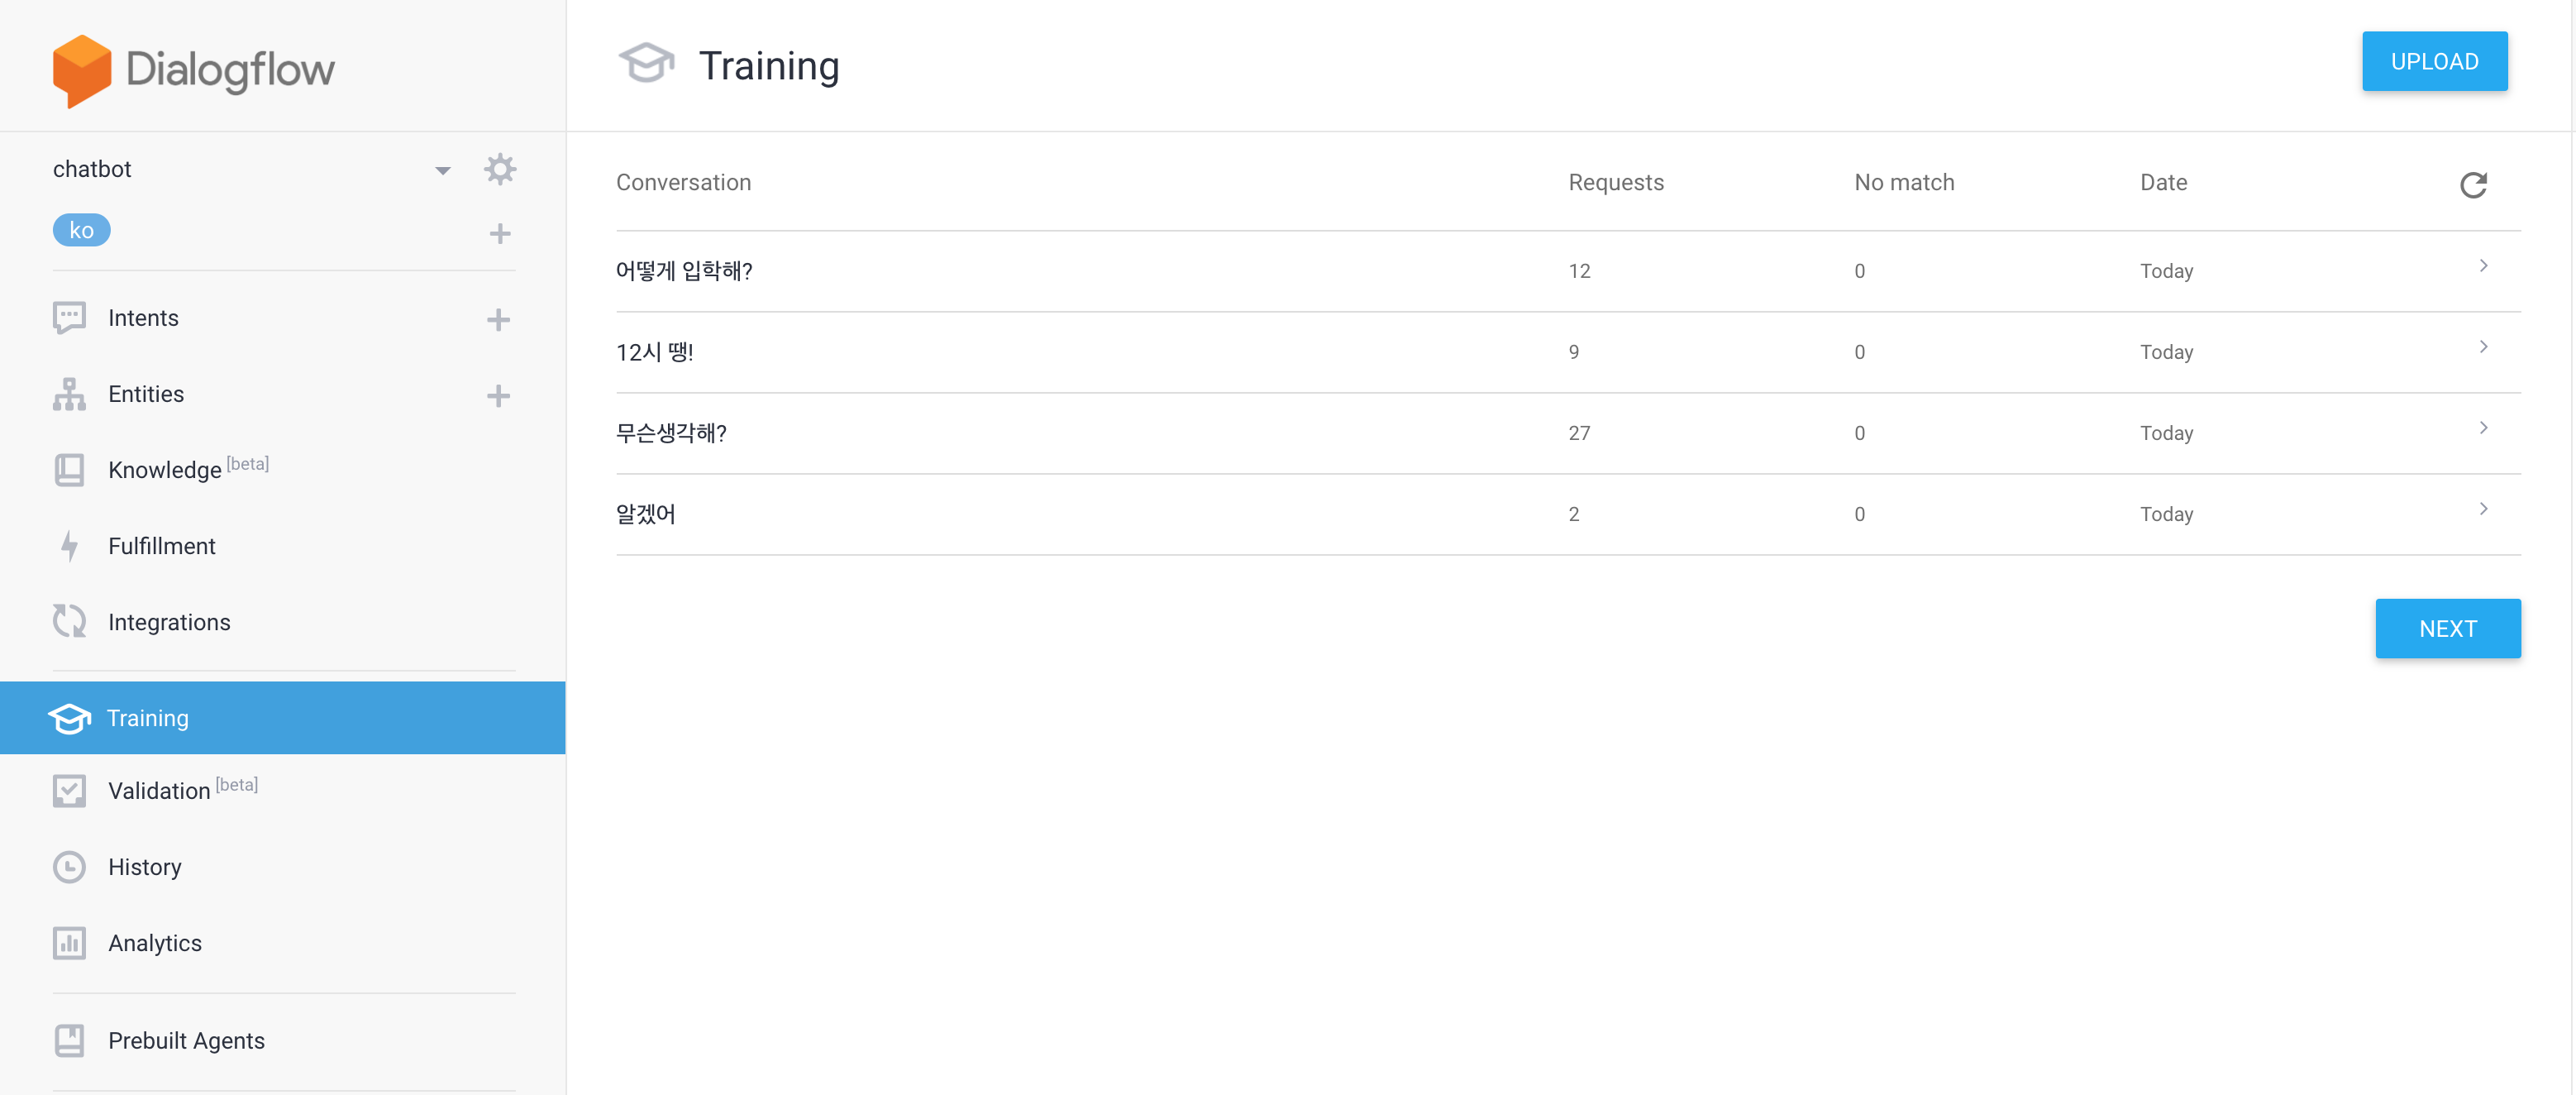 Dialogflow
chatbot
ko
Intents
Entities
Knowledge [beta]
Fulfillment
Integrations
Training
Validation [beta]
History
Analytics
Prebuilt Agents
Training
UPLOAD
Conversation Requests No match Date
어떻게 입학해? 12 0 Today
12시 땡! 9 0 Today
무슨생각해? 27 0 Today
알겠어 2 0 Today
NEXT